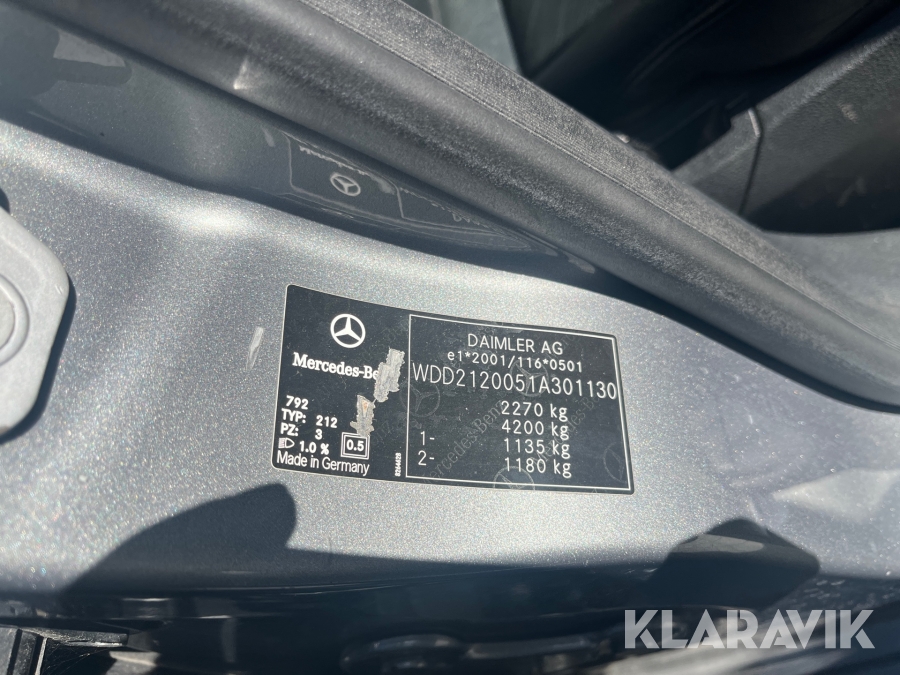 DAIMLER AG
e1*2001/116*0501
WDD2120051A301130
2270 kg
4200 kg
1- 1135 kg
2- 1180 kg
Mercedes-Be
792
TYP: 212
PZ: 3
1.0 % 0.5
Made in Germany
KLARAVIK